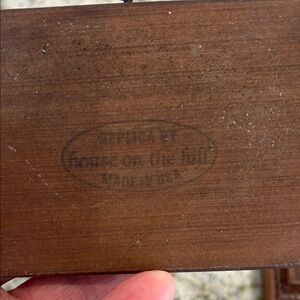 REPLICA BY
house on the hill
MADE IN USA